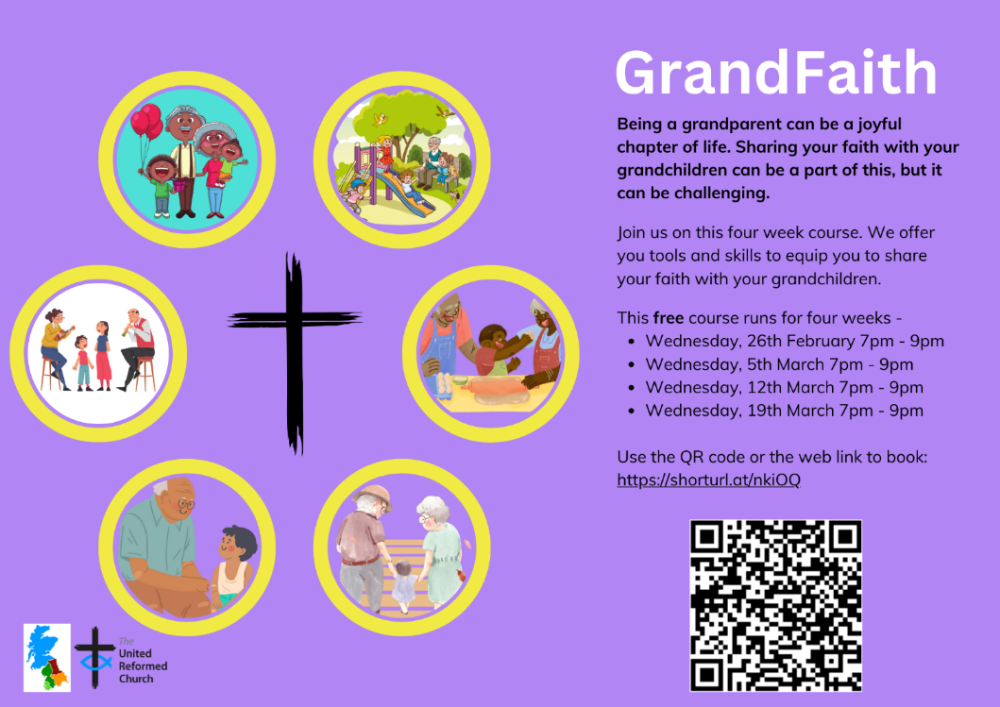 GrandFaith
Being a grandparent can be a joyful
chapter of life. Sharing your faith with your
grandchildren can be a part of this, but it
can be challenging.
Join us on this four week course. We offer
you tools and skills to equip you to share
your faith with your grandchildren.
This free course runs for four weeks -
• Wednesday, 26th February 7pm - 9pm
• Wednesday, 5th March 7pm - 9pm
• Wednesday, 12th March 7pm - 9pm
• Wednesday, 19th March 7pm - 9pm
Use the QR code or the web link to book:
https://shorturl.at/nkiOQ
The
United
Reformed
Church